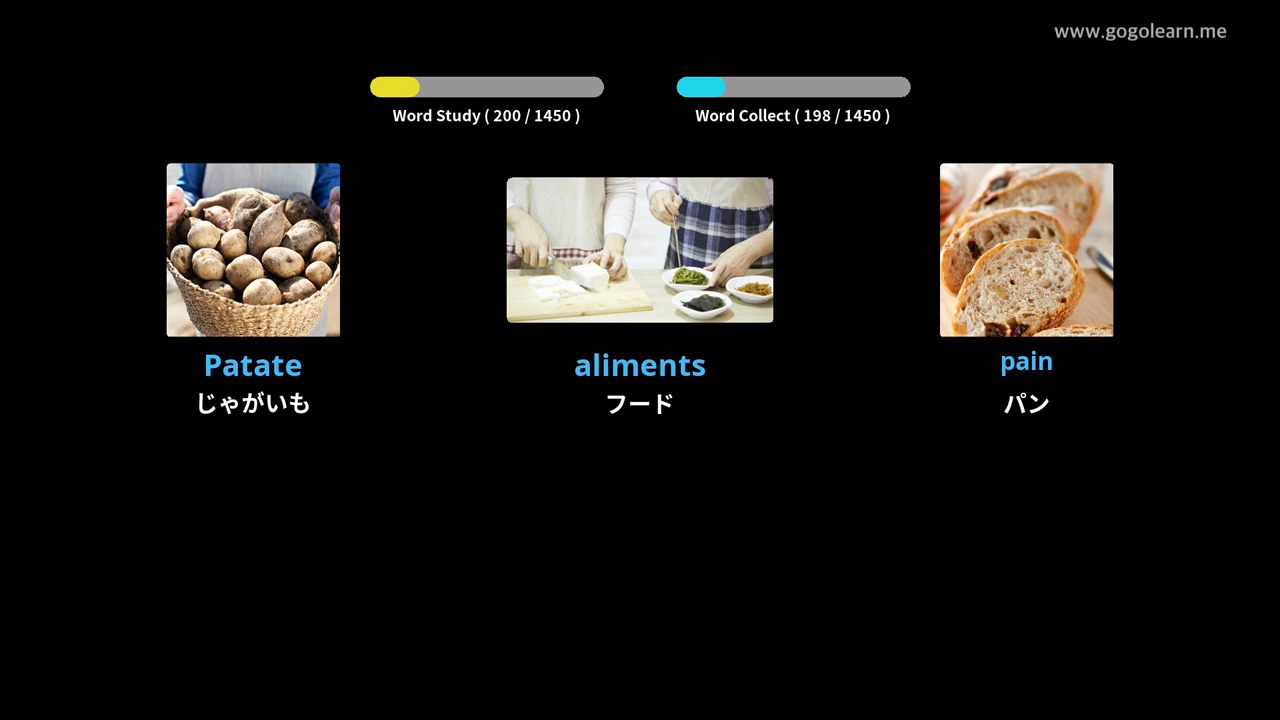 www.gogolearn.me
Word Study ( 200 / 1450 )
Word Collect ( 198 / 1450 )
Patate
じゃがいも
aliments
フード
pain
パン